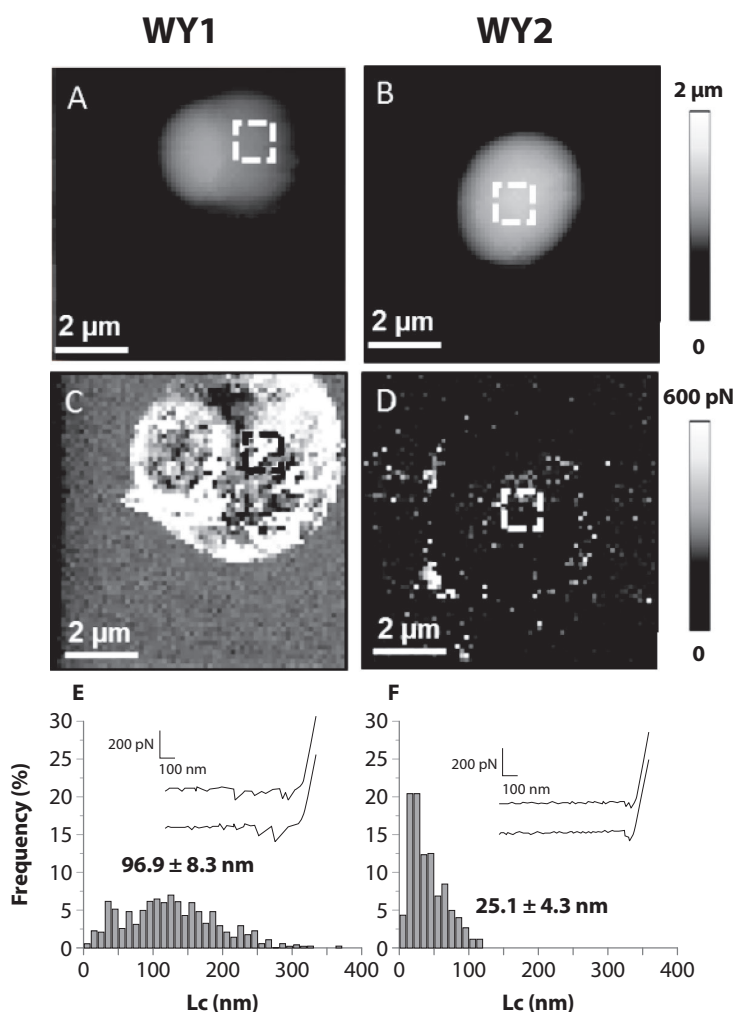 WY1
WY2
A
B
2 µm
2 µm
2 µm
0
C
D
600 pN
2 µm
2 µm
0
E
F
Frequency (%)
30
25
20
15
10
5
0
200 pN
100 nm
96.9 ± 8.3 nm
0
100
200
300
Lc (nm)
30
25
20
15
10
5
0
200 pN
100 nm
25.1 ± 4.3 nm
0
100
200
300
400
Lc (nm)